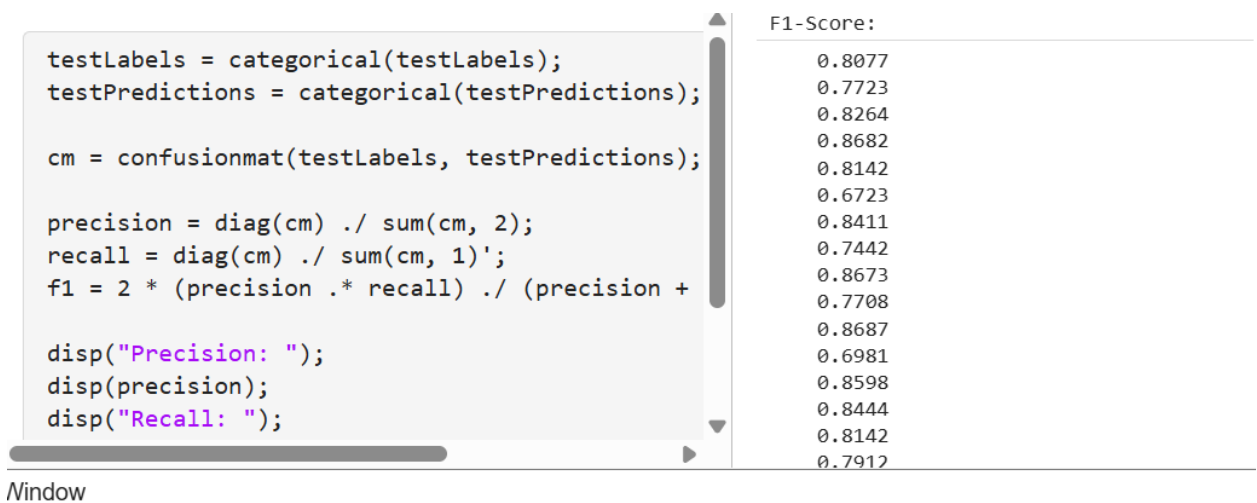 testLabels = categorical(testLabels);
testPredictions = categorical(testPredictions);
cm = confusionmat(testLabels, testPredictions);
precision = diag(cm) ./ sum(cm, 2);
recall = diag(cm) ./ sum(cm, 1)';
f1 = 2 * (precision .* recall) ./ (precision +
disp("Precision: ");
disp(precision);
disp("Recall: ");
F1-Score:
0.8077
0.7723
0.8264
0.8682
0.8142
0.6723
0.8411
0.7442
0.8673
0.7708
0.8687
0.6981
0.8598
0.8444
0.8142
0.7912
Window